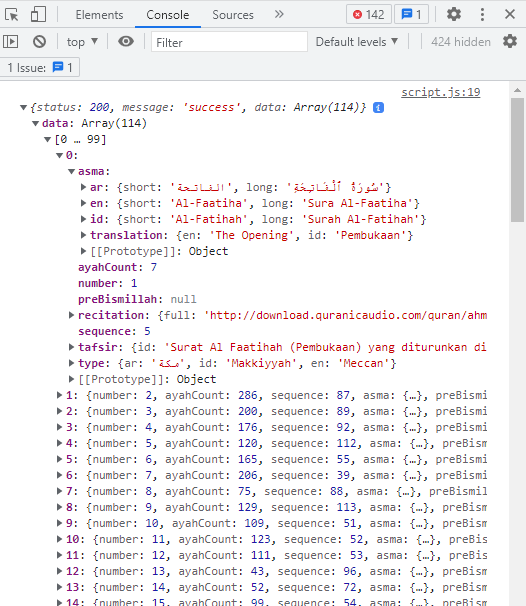 Elements Console Sources 142 1
top Filter Default levels 424 hidden
1 Issue: 1
script.js:19
{status: 200, message: 'success', data: Array(114)}
data: Array(114)
[0 … 99]
0:
asma:
ar: {short: 'الفاتحة', long: 'سُورَةُ ٱلْفَاتِحَةِ'}
en: {short: 'Al-Faatiha', long: 'Sura Al-Faatiha'}
id: {short: 'Al-Fatihah', long: 'Surah Al-Fatihah'}
translation: {en: 'The Opening', id: 'Pembukaan'}
[[Prototype]]: Object
ayahCount: 7
number: 1
preBismillah: null
recitation: {full: 'http://download.quranicaudio.com/quran/ahm
sequence: 5
tafsir: {id: 'Surat Al Faatihah (Pembukaan) yang diturunkan di
type: {ar: 'مكة', id: 'Makkiyyah', en: 'Meccan'}
[[Prototype]]: Object
1: {number: 2, ayahCount: 286, sequence: 87, asma: {…}, preBismi
2: {number: 3, ayahCount: 200, sequence: 89, asma: {…}, preBismi
3: {number: 4, ayahCount: 176, sequence: 92, asma: {…}, preBismi
4: {number: 5, ayahCount: 120, sequence: 112, asma: {…}, preBism
5: {number: 6, ayahCount: 165, sequence: 55, asma: {…}, preBismi
6: {number: 7, ayahCount: 206, sequence: 39, asma: {…}, preBismi
7: {number: 8, ayahCount: 75, sequence: 88, asma: {…}, preBismil
8: {number: 9, ayahCount: 129, sequence: 113, asma: {…}, preBism
9: {number: 10, ayahCount: 109, sequence: 51, asma: {…}, preBism
10: {number: 11, ayahCount: 123, sequence: 52, asma: {…}, preBis
11: {number: 12, ayahCount: 111, sequence: 53, asma: {…}, preBis
12: {number: 13, ayahCount: 43, sequence: 96, asma: {…}, preBism
13: {number: 14, ayahCount: 52, sequence: 72, asma: {…}, preBism
14: {number: 15, ayahCount: 99, sequence: 54, asma: {…}, preBism